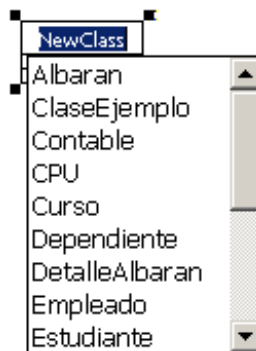 NewClass
Albaran
ClaseEjemplo
Contable
CPU
Curso
Dependiente
DetalleAlbaran
Empleado
Estudiante